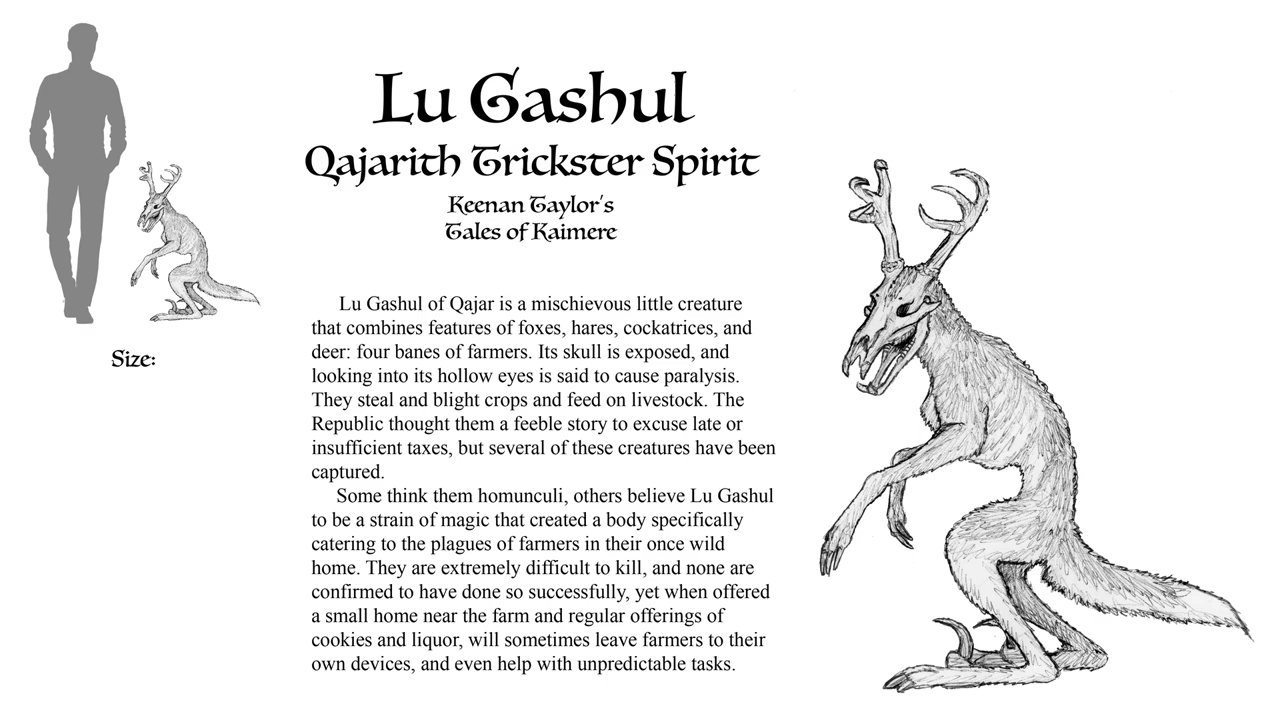 Lu Gashul
Qajarith Trickster Spirit
Keenan Taylor's
Tales of Kaimere
Size:
Lu Gashul of Qajar is a mischievous little creature
that combines features of foxes, hares, cockatrices, and
deer: four banes of farmers. Its skull is exposed, and
looking into its hollow eyes is said to cause paralysis.
They steal and blight crops and feed on livestock. The
Republic thought them a feeble story to excuse late or
insufficient taxes, but several of these creatures have been
captured.
Some think them homunculi, others believe Lu Gashul
to be a strain of magic that created a body specifically
catering to the plagues of farmers in their once wild
home. They are extremely difficult to kill, and none are
confirmed to have done so successfully, yet when offered
a small home near the farm and regular offerings of
cookies and liquor, will sometimes leave farmers to their
own devices, and even help with unpredictable tasks.